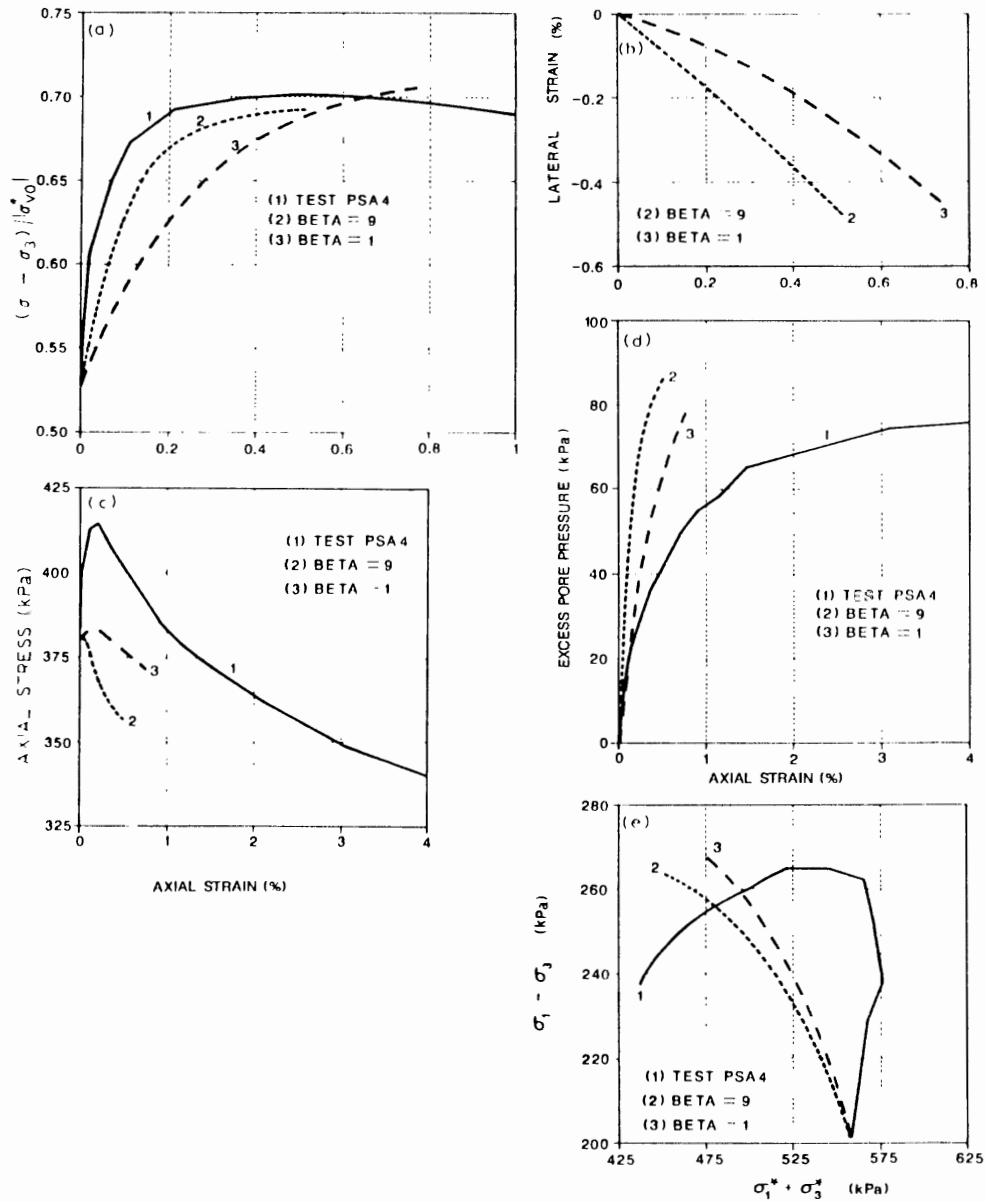 (a)
0.75
0.70
0.65
0.60
0.55
0.50
(σ - σ3)/|σ*vo|
1
2
3
(1) TEST PSA4
(2) BETA = 9
(3) BETA = 1
0
0.2
0.4
0.6
0.8
1
(b)
0
-0.2
-0.4
-0.6
LATERAL STRAIN (%)
2
3
(2) BETA = 9
(3) BETA = 1
0
0.2
0.4
0.6
0.8
(c)
425
400
375
350
325
AXIAL STRESS (kPa)
(1) TEST PSA4
(2) BETA = 9
(3) BETA - 1
1
2
3
0
1
2
3
4
AXIAL STRAIN (%)
(d)
100
80
60
40
20
0
EXCESS PORE PRESSURE (kPa)
2
3
1
(1) TEST PSA4
(2) BETA = 9
(3) BETA = 1
0
1
2
3
4
AXIAL STRAIN (%)
(e)
280
260
240
220
200
σ1 - σ3 (kPa)
3
2
1
(1) TEST PSA4
(2) BETA = 9
(3) BETA - 1
425
475
525
575
625
σ1* + σ3* (kPa)